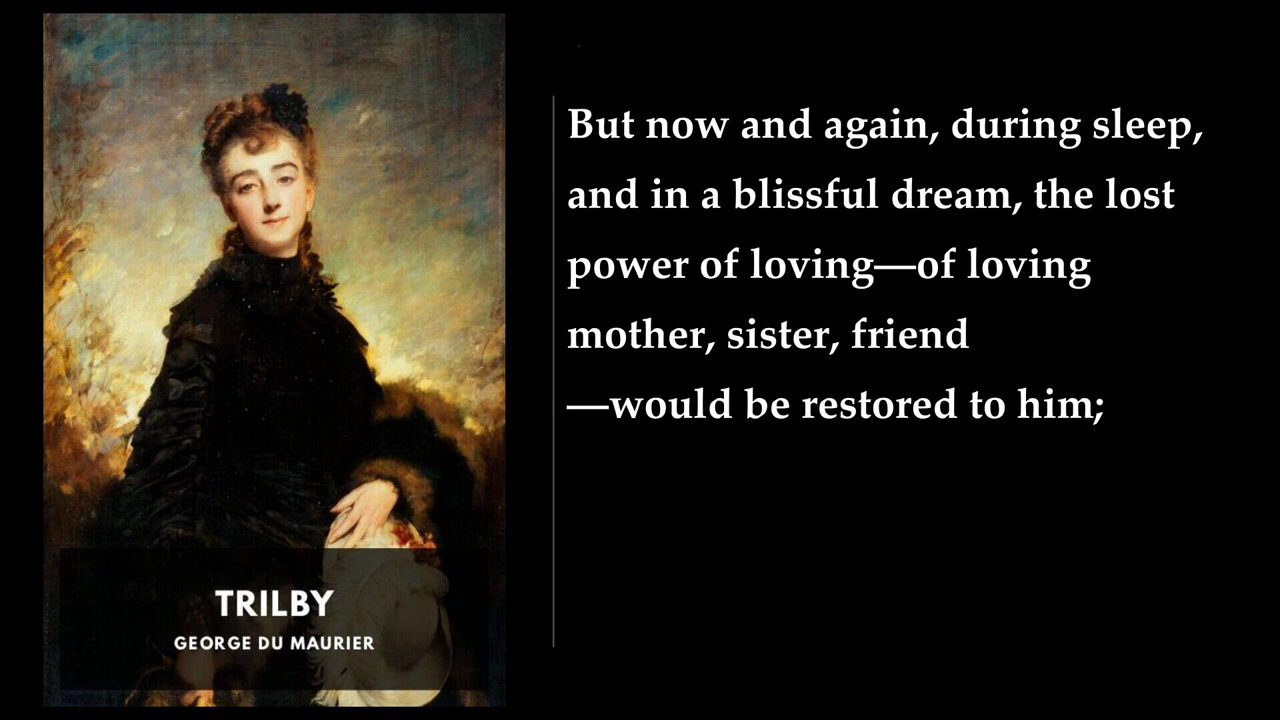 TRILBY
GEORGE DU MAURIER
But now and again, during sleep,
and in a blissful dream, the lost
power of loving—of loving
mother, sister, friend
—would be restored to him;